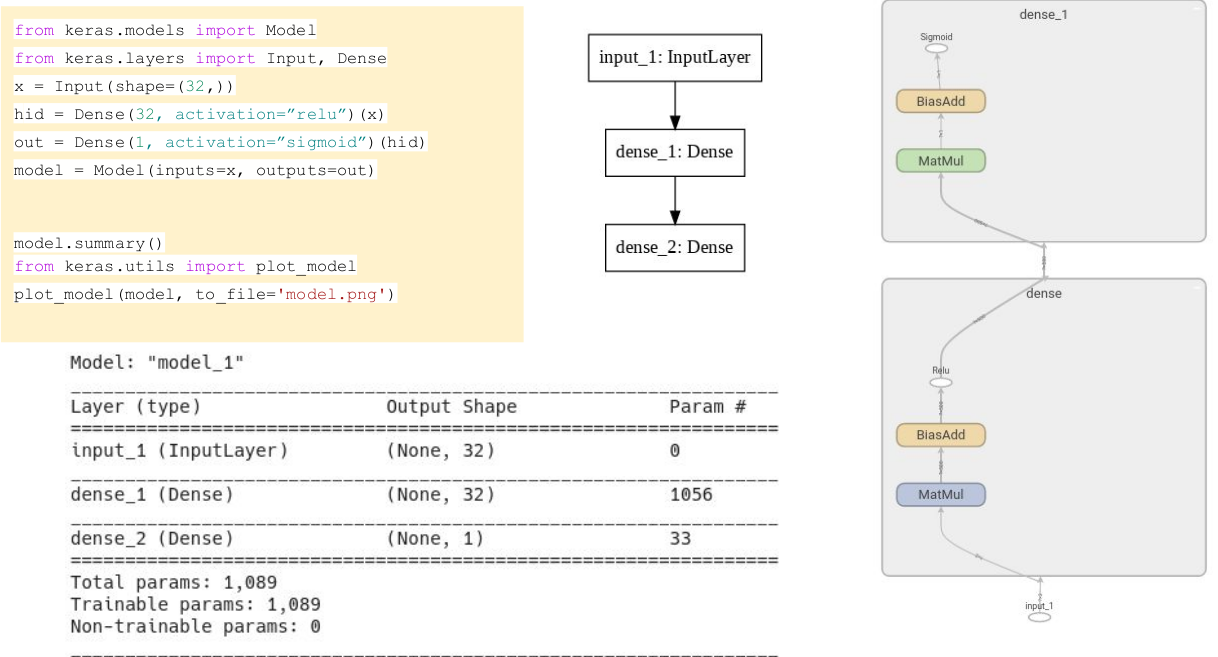 from keras.models import Model
from keras.layers import Input, Dense
x = Input(shape=(32,))
hid = Dense(32, activation=”relu”)(x)
out = Dense(1, activation=”sigmoid”)(hid)
model = Model(inputs=x, outputs=out)
model.summary()
from keras.utils import plot_model
plot_model(model, to_file='model.png')
input_1: InputLayer
dense_1: Dense
dense_2: Dense
dense_1
Sigmoid
BiasAdd
MatMul
dense
Relu
BiasAdd
MatMul
input_1
Model: "model_1"
Layer (type) Output Shape Param #
input_1 (InputLayer) (None, 32) 0
dense_1 (Dense) (None, 32) 1056
dense_2 (Dense) (None, 1) 33
Total params: 1,089
Trainable params: 1,089
Non-trainable params: 0